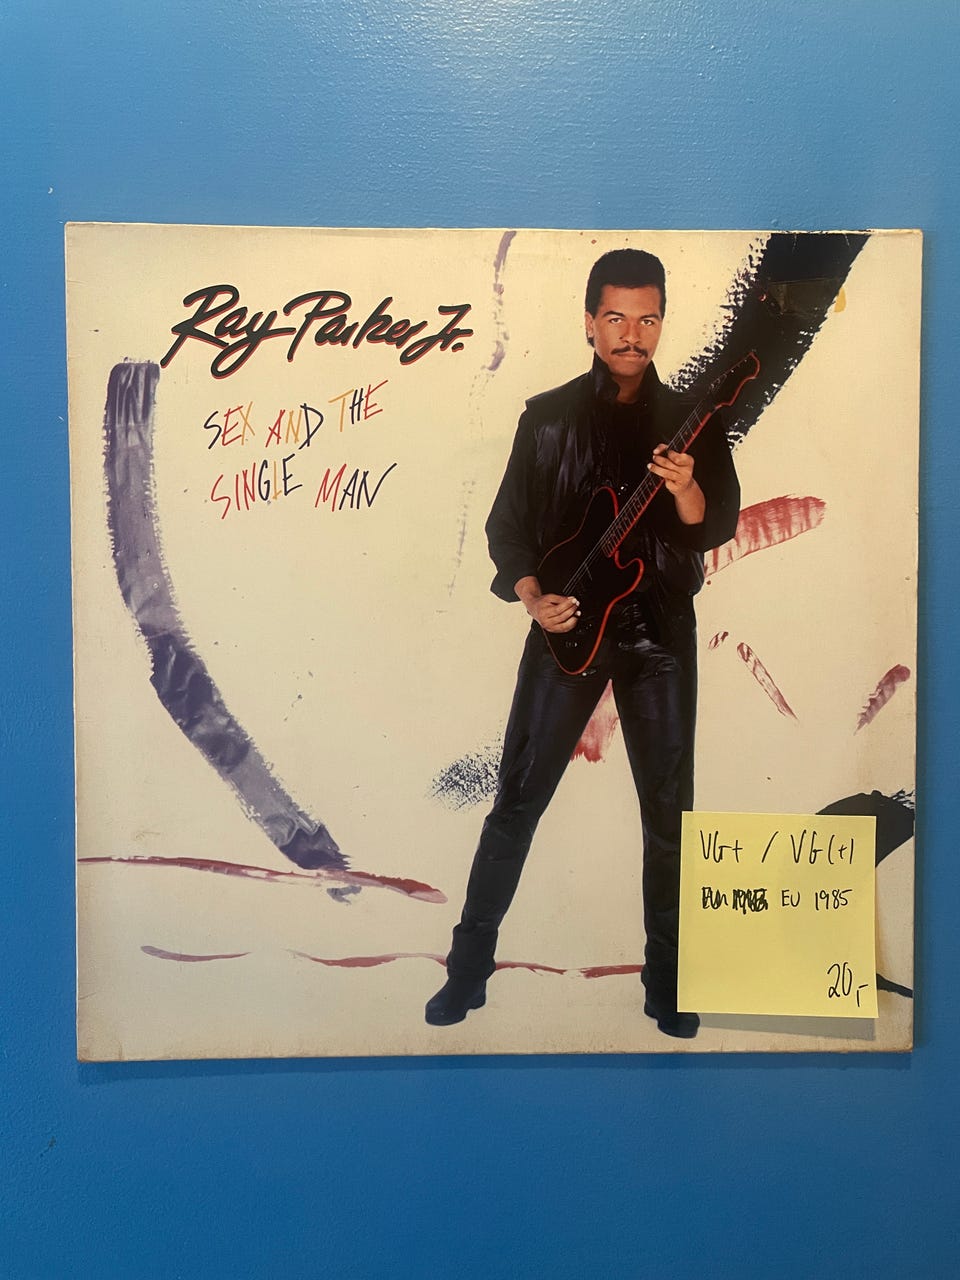 Ray Parker Jr.
SEX AND THE
SINGLE MAN
VG+ / VG(+)
EU 1985
20,-